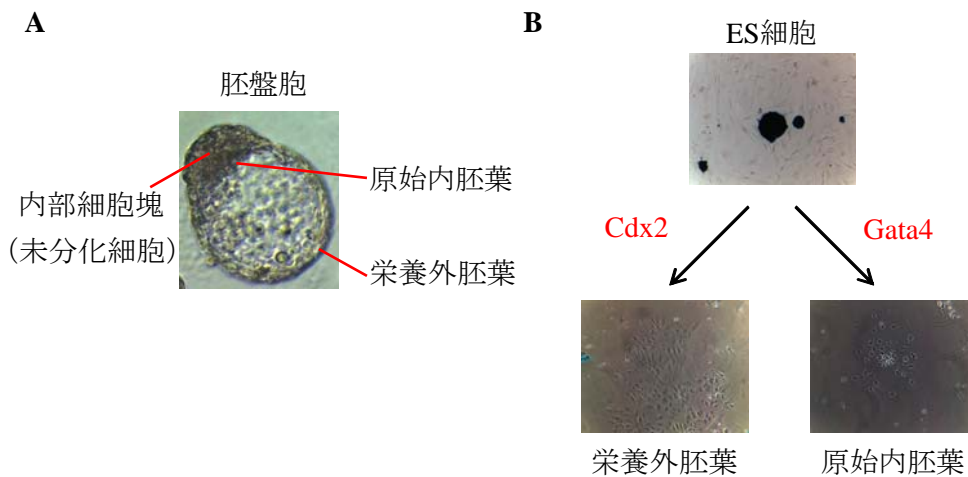 A
胚盤胞
内部細胞塊
（未分化細胞）
原始内胚葉
栄養外胚葉
B
ES細胞
Cdx2
Gata4
栄養外胚葉
原始内胚葉